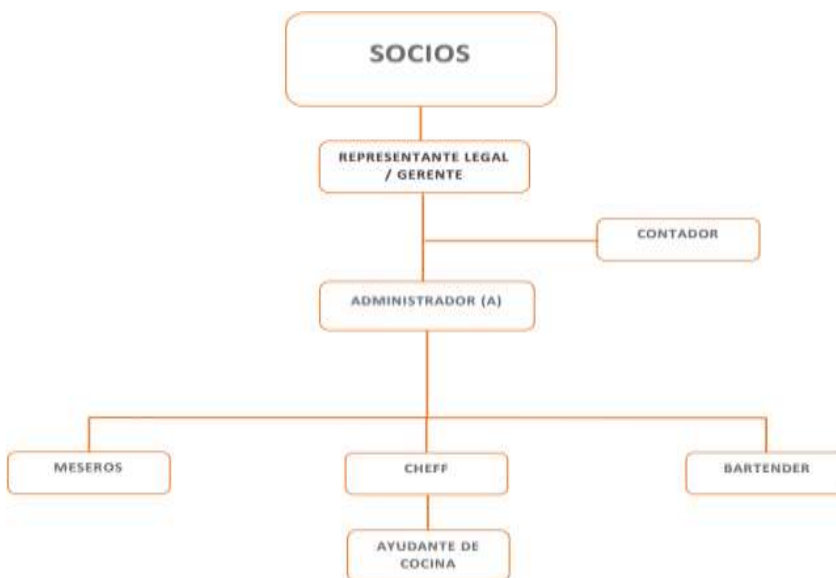 SOCIOS
REPRESENTANTE LEGAL
/ GERENTE
CONTADOR
ADMINISTRADOR (A)
MESEROS
CHEFF
BARTENDER
AYUDANTE DE
COCINA